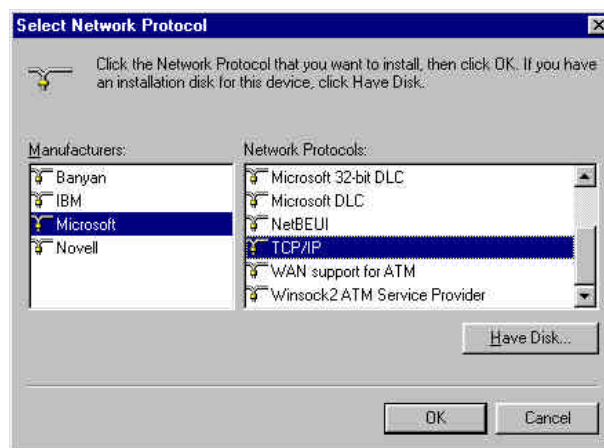 Select Network Protocol
Click the Network Protocol that you want to install, then click OK. If you have
an installation disk for this device, click Have Disk.
Manufacturers:
Banyan
IBM
Microsoft
Novell
Network Protocols:
Microsoft 32-bit DLC
Microsoft DLC
NetBEUI
TCP/IP
WAN support for ATM
Winsock2 ATM Service Provider
Have Disk...
OK
Cancel